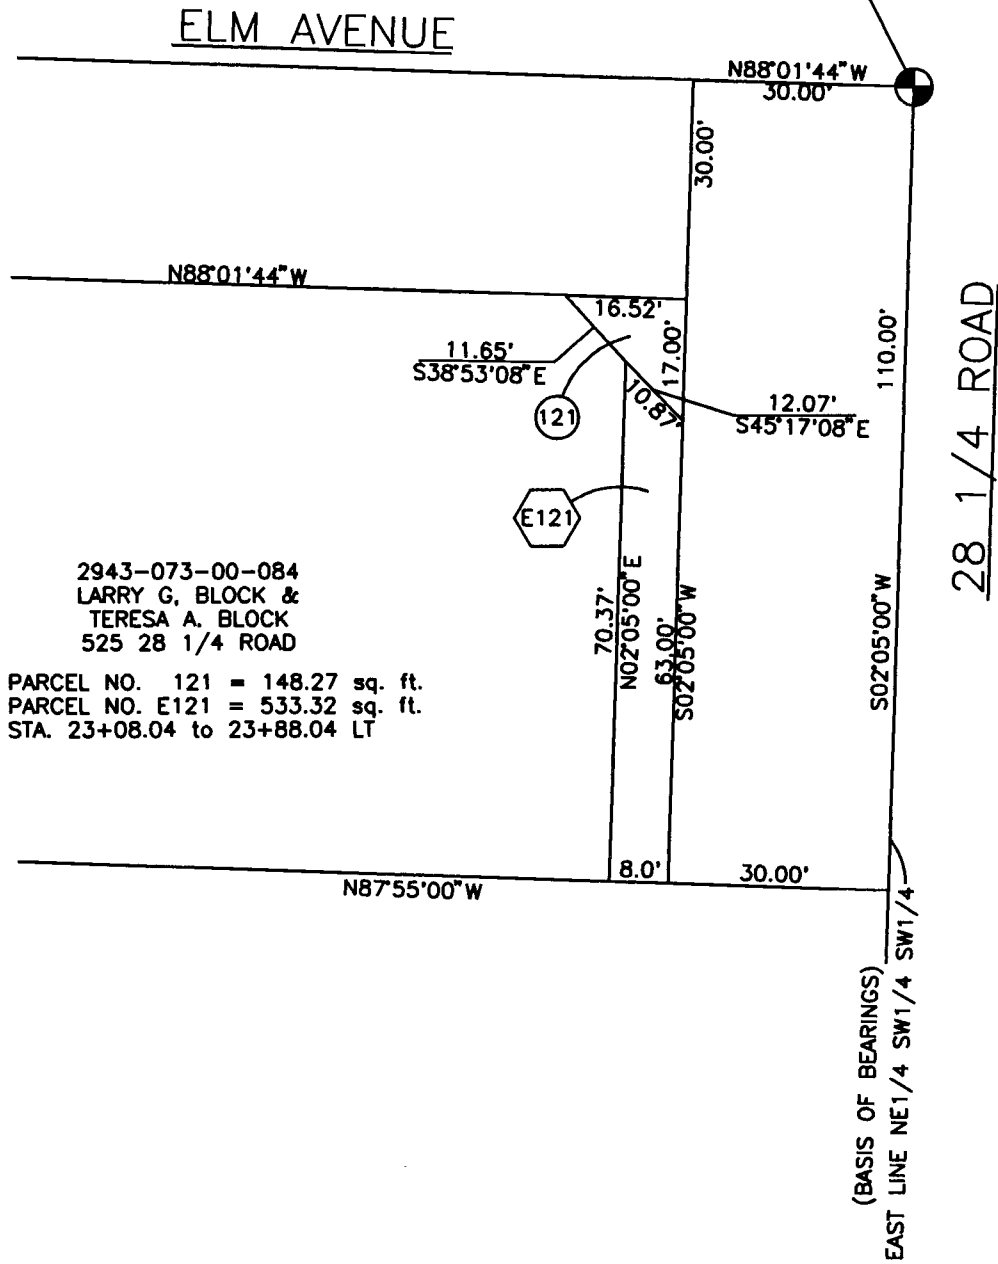 ELM AVENUE
N88°01'44"W
30.00'
30.00'
N88°01'44"W
16.52'
11.65'
S38°53'08"E
17.00'
110.00'
28 1/4 ROAD
121
10.87'
12.07'
S45°17'08"E
E121
2943-073-00-084
LARRY G, BLOCK &
TERESA A. BLOCK
525 28 1/4 ROAD
70.37'
N02°05'00"E
63.00'
S02°05'00"W
S02°05'00"W
PARCEL NO. 121 = 148.27 sq. ft.
PARCEL NO. E121 = 533.32 sq. ft.
STA. 23+08.04 to 23+88.04 LT
8.0'
30.00'
N87°55'00"W
(BASIS OF BEARINGS)
EAST LINE NE1/4 SW1/4 SW1/4